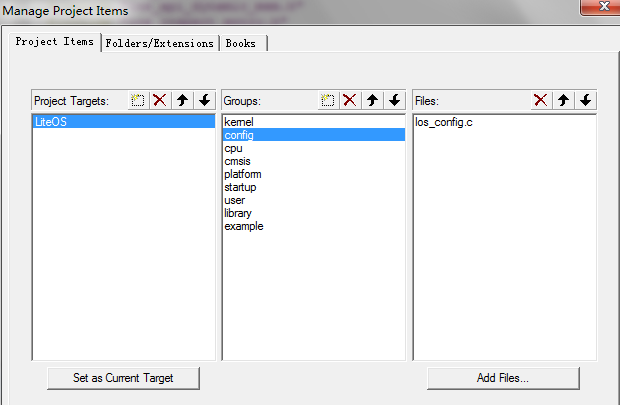 Manage Project Items
Project Items
Folders/Extensions
Books
Project Targets:
Groups:
Files:
LiteOS
kernel
config
cpu
cmsis
platform
startup
user
library
example
los_config.c
Set as Current Target
Add Files...